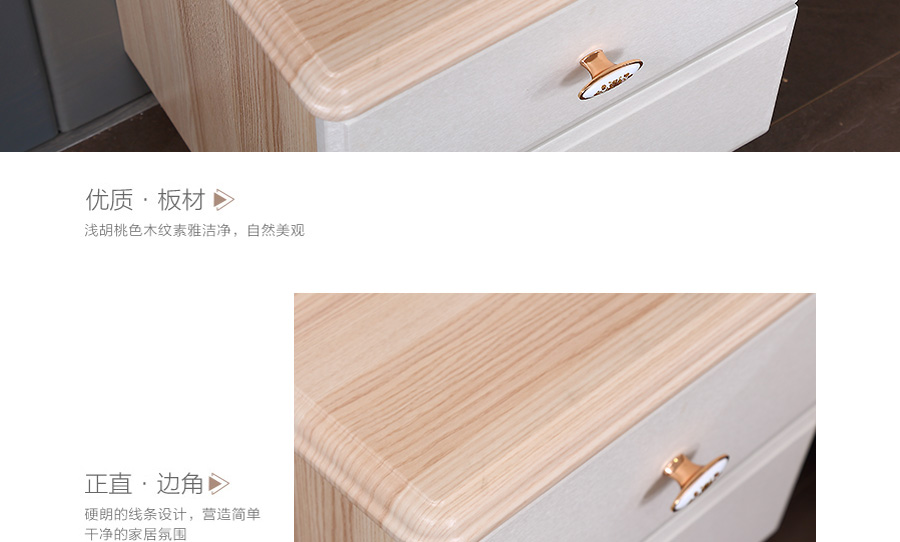 优质·板材
浅胡桃色木纹素雅洁净，自然美观
正直·边角
硬朗的线条设计，营造简单
干净的家居氛围